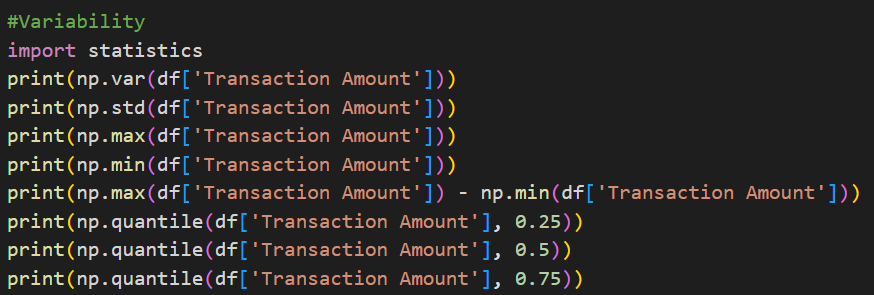 #Variability
import statistics
print(np.var(df['Transaction Amount']))
print(np.std(df['Transaction Amount']))
print(np.max(df['Transaction Amount']))
print(np.min(df['Transaction Amount']))
print(np.max(df['Transaction Amount']) - np.min(df['Transaction Amount']))
print(np.quantile(df['Transaction Amount'], 0.25))
print(np.quantile(df['Transaction Amount'], 0.5))
print(np.quantile(df['Transaction Amount'], 0.75))